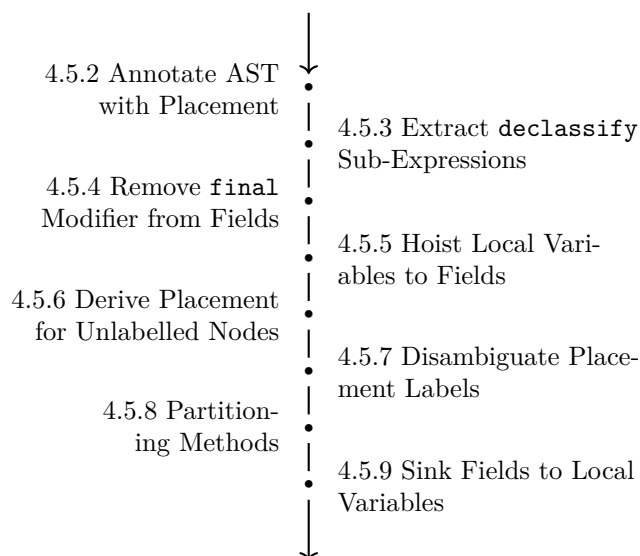 4.5.2 Annotate AST
with Placement
4.5.3 Extract declassify
Sub-Expressions
4.5.4 Remove final
Modifier from Fields
4.5.5 Hoist Local Vari-
ables to Fields
4.5.6 Derive Placement
for Unlabelled Nodes
4.5.7 Disambiguate Place-
ment Labels
4.5.8 Partition-
ing Methods
4.5.9 Sink Fields to Local
Variables